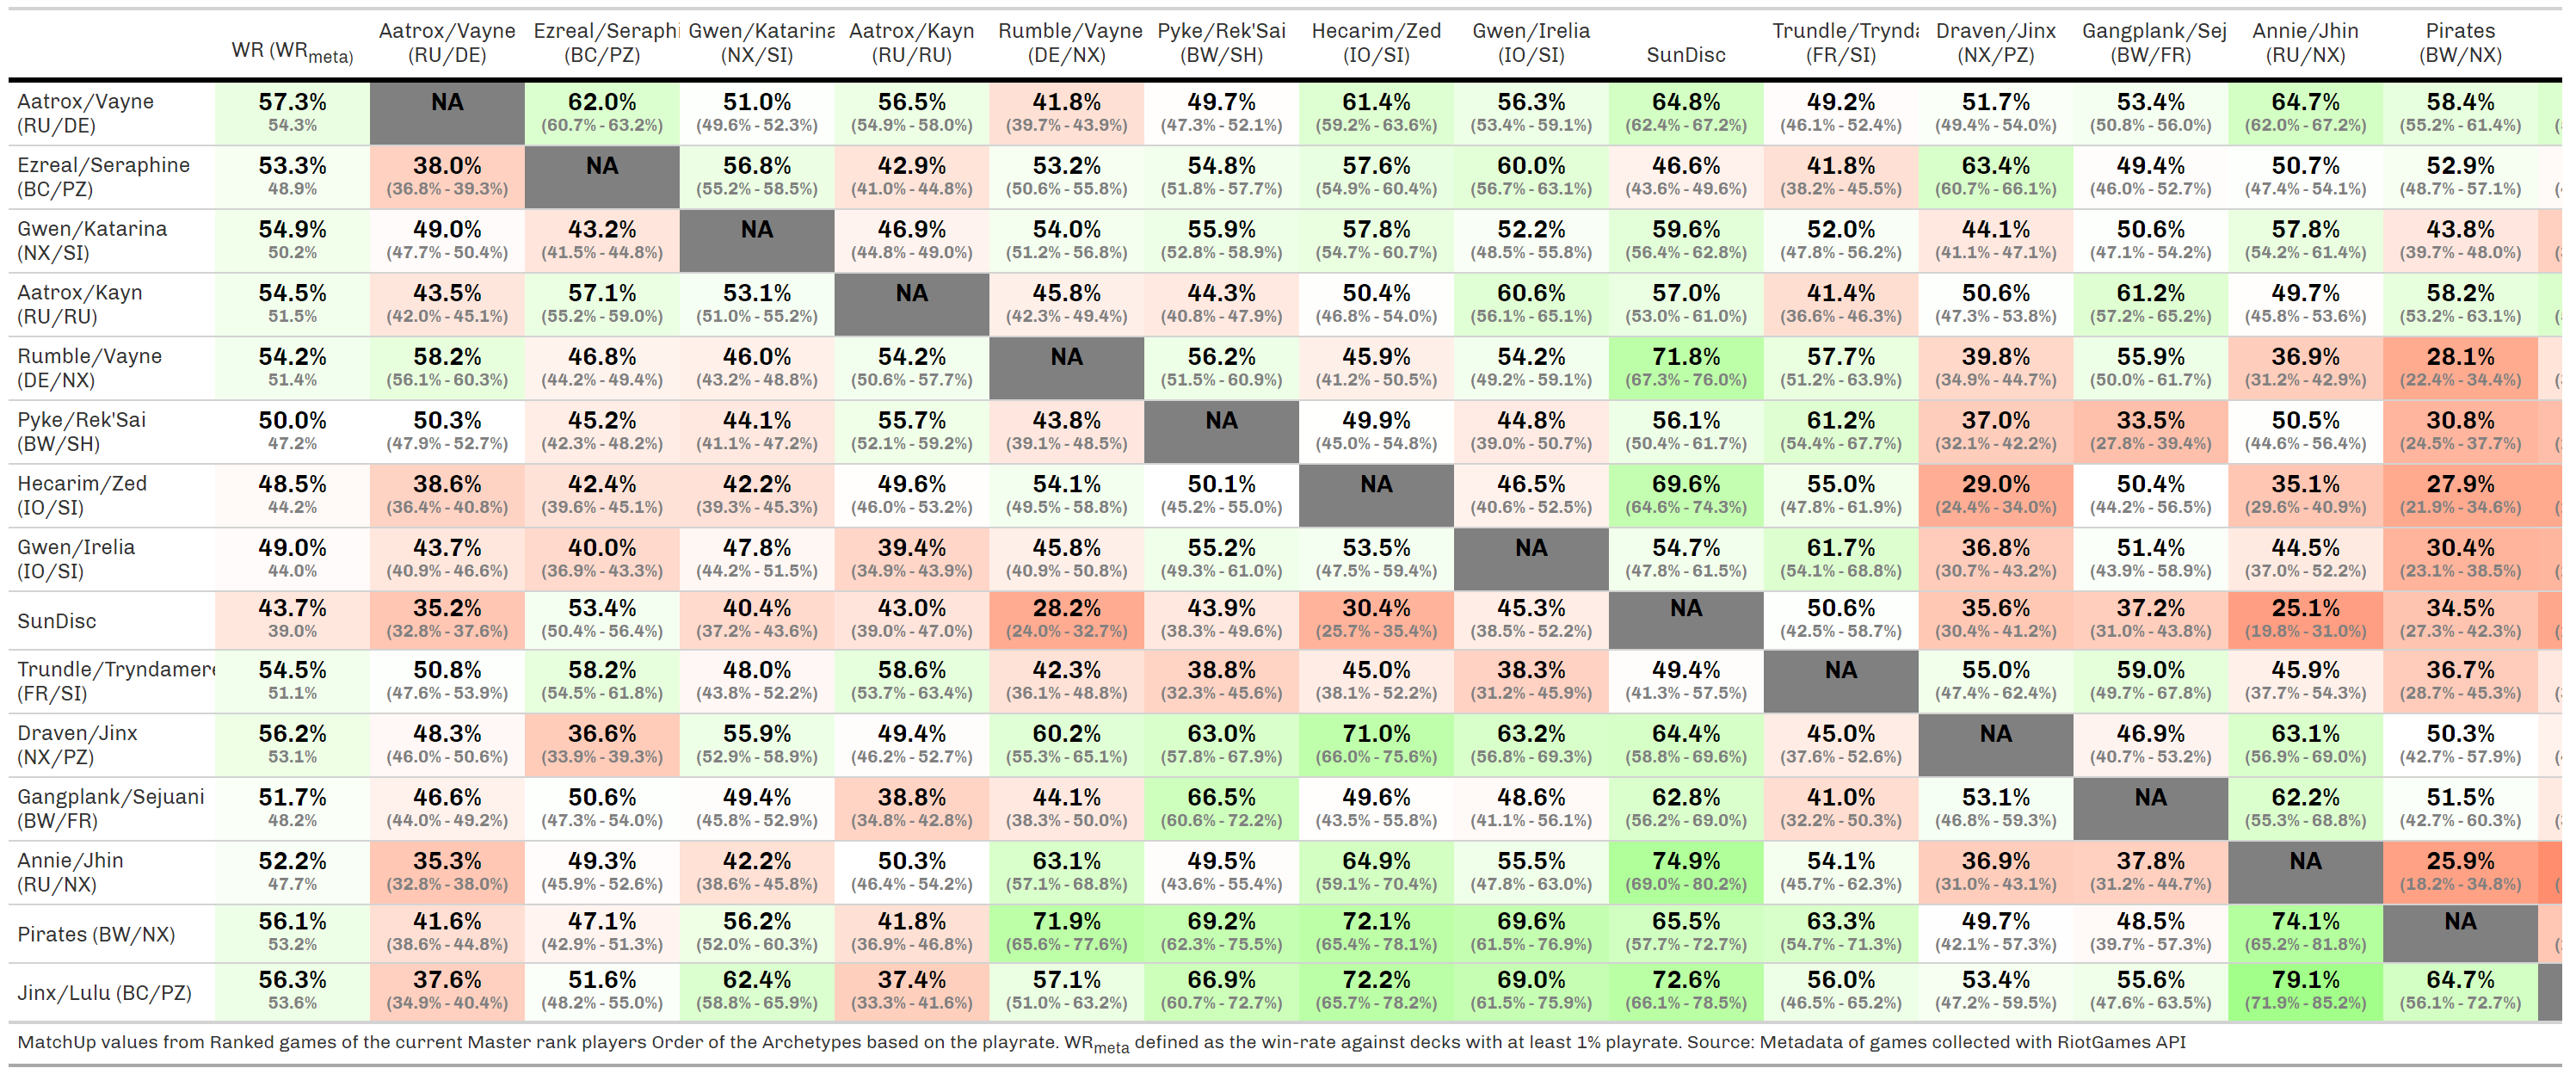 WR (WRmeta) Aatrox/Vayne (RU/DE) Ezreal/Seraphi (BC/PZ) Gwen/Katarina (NX/SI) Aatrox/Kayn (RU/RU) Rumble/Vayne (DE/NX) Pyke/Rek'Sai (BW/SH) Hecarim/Zed (IO/SI) Gwen/Irelia (IO/SI) SunDisc Trundle/Trynda (FR/SI) Draven/Jinx (NX/PZ) Gangplank/Sej (BW/FR) Annie/Jhin (RU/NX) Pirates (BW/NX)
Aatrox/Vayne 57.3% NA 62.0% 51.0% 56.5% 41.8% 49.7% 61.4% 56.3% 64.8% 49.2% 51.7% 53.4% 64.7% 58.4%
(RU/DE) 54.3% (60.7% - 63.2%) (49.6% - 52.3%) (54.9% - 58.0%) (39.7% - 43.9%) (47.3% - 52.1%) (59.2% - 63.6%) (53.4% - 59.1%) (62.4% - 67.2%) (46.1% - 52.4%) (49.4% - 54.0%) (50.8% - 56.0%) (62.0% - 67.2%) (55.2% - 61.4%)
Ezreal/Seraphine 53.3% 38.0% NA 56.8% 42.9% 53.2% 54.8% 57.6% 60.0% 46.6% 41.8% 63.4% 49.4% 50.7% 52.9%
(BC/PZ) 48.9% (36.8% - 39.3%) (55.2% - 58.5%) (41.0% - 44.8%) (50.6% - 55.8%) (51.8% - 57.7%) (54.9% - 60.4%) (56.7% - 63.1%) (43.6% - 49.6%) (38.2% - 45.5%) (60.7% - 66.1%) (46.0% - 52.7%) (47.4% - 54.1%) (48.7% - 57.1%)
Gwen/Katarina 54.9% 49.0% 43.2% NA 46.9% 54.0% 55.9% 57.8% 52.2% 59.6% 52.0% 44.1% 50.6% 57.8% 43.8%
(NX/SI) 50.2% (47.7% - 50.4%) (41.5% - 44.8%) (44.8% - 49.0%) (51.2% - 56.8%) (52.8% - 58.9%) (54.7% - 60.7%) (48.5% - 55.8%) (56.4% - 62.8%) (47.8% - 56.2%) (41.1% - 47.1%) (47.1% - 54.2%) (54.2% - 61.4%) (39.7% - 48.0%)
Aatrox/Kayn 54.5% 43.5% 57.1% 53.1% NA 45.8% 44.3% 50.4% 60.6% 57.0% 41.4% 50.6% 61.2% 49.7% 58.2%
(RU/RU) 51.5% (42.0% - 45.1%) (55.2% - 59.0%) (51.0% - 55.2%) (42.3% - 49.4%) (40.8% - 47.9%) (46.8% - 54.0%) (56.1% - 65.1%) (53.0% - 61.0%) (36.6% - 46.3%) (47.3% - 53.8%) (57.2% - 65.2%) (45.8% - 53.6%) (53.2% - 63.1%)
Rumble/Vayne 54.2% 58.2% 46.8% 46.0% 54.2% NA 56.2% 45.9% 54.2% 71.8% 57.7% 39.8% 55.9% 36.9% 28.1%
(DE/NX) 51.4% (56.1% - 60.3%) (44.2% - 49.4%) (43.2% - 48.8%) (50.6% - 57.7%) (51.5% - 60.9%) (41.2% - 50.5%) (49.2% - 59.1%) (67.3% - 76.0%) (51.2% - 63.9%) (34.9% - 44.7%) (50.0% - 61.7%) (31.2% - 42.9%) (22.4% - 34.4%)
Pyke/Rek'Sai 50.0% 50.3% 45.2% 44.1% 55.7% 43.8% NA 49.9% 44.8% 56.1% 61.2% 37.0% 33.5% 50.5% 30.8%
(BW/SH) 47.2% (47.9% - 52.7%) (42.3% - 48.2%) (41.1% - 47.2%) (52.1% - 59.2%) (39.1% - 48.5%) (45.0% - 54.8%) (39.0% - 50.7%) (50.4% - 61.7%) (54.4% - 67.7%) (32.1% - 42.2%) (27.8% - 39.4%) (44.6% - 56.4%) (24.5% - 37.7%)
Hecarim/Zed 48.5% 38.6% 42.4% 42.2% 49.6% 54.1% 50.1% NA 46.5% 69.6% 55.0% 29.0% 50.4% 35.1% 27.9%
(IO/SI) 44.2% (36.4% - 40.8%) (39.6% - 45.1%) (39.3% - 45.3%) (46.0% - 53.2%) (49.5% - 58.8%) (45.2% - 55.0%) (40.6% - 52.5%) (64.6% - 74.3%) (47.8% - 61.9%) (24.4% - 34.0%) (44.2% - 56.5%) (29.6% - 40.9%) (21.9% - 34.6%)
Gwen/Irelia 49.0% 43.7% 40.0% 47.8% 39.4% 45.8% 55.2% 53.5% NA 54.7% 61.7% 36.8% 51.4% 44.5% 30.4%
(IO/SI) 44.0% (40.9% - 46.6%) (36.9% - 43.3%) (44.2% - 51.5%) (34.9% - 43.9%) (40.9% - 50.8%) (49.3% - 61.0%) (47.5% - 59.4%) (47.8% - 61.5%) (54.1% - 68.8%) (30.7% - 43.2%) (43.9% - 58.9%) (37.0% - 52.2%) (23.1% - 38.5%)
SunDisc 43.7% 35.2% 53.4% 40.4% 43.0% 28.2% 43.9% 30.4% 45.3% NA 50.6% 35.6% 37.2% 25.1% 34.5%
39.0% (32.8% - 37.6%) (50.4% - 56.4%) (37.2% - 43.6%) (39.0% - 47.0%) (24.0% - 32.7%) (38.3% - 49.6%) (25.7% - 35.4%) (38.5% - 52.2%) (42.5% - 58.7%) (30.4% - 41.2%) (31.0% - 43.8%) (19.8% - 31.0%) (27.3% - 42.3%)
Trundle/Tryndamere 54.5% 50.8% 58.2% 48.0% 58.6% 42.3% 38.8% 45.0% 38.3% 49.4% NA 55.0% 59.0% 45.9% 36.7%
(FR/SI) 51.1% (47.6% - 53.9%) (54.5% - 61.8%) (43.8% - 52.2%) (53.7% - 63.4%) (36.1% - 48.8%) (32.3% - 45.6%) (38.1% - 52.2%) (31.2% - 45.9%) (41.3% - 57.5%) (47.4% - 62.4%) (49.7% - 67.8%) (37.7% - 54.3%) (28.7% - 45.3%)
Draven/Jinx 56.2% 48.3% 36.6% 55.9% 49.4% 60.2% 63.0% 71.0% 63.2% 64.4% 45.0% NA 46.9% 63.1% 50.3%
(NX/PZ) 53.1% (46.0% - 50.6%) (33.9% - 39.3%) (52.9% - 58.9%) (46.2% - 52.7%) (55.3% - 65.1%) (57.8% - 67.9%) (66.0% - 75.6%) (56.8% - 69.3%) (58.8% - 69.6%) (37.6% - 52.6%) (40.7% - 53.2%) (56.9% - 69.0%) (42.7% - 57.9%)
Gangplank/Sejuani 51.7% 46.6% 50.6% 49.4% 38.8% 44.1% 66.5% 49.6% 48.6% 62.8% 41.0% 53.1% NA 62.2% 51.5%
(BW/FR) 48.2% (44.0% - 49.2%) (47.3% - 54.0%) (45.8% - 52.9%) (34.8% - 42.8%) (38.3% - 50.0%) (60.6% - 72.2%) (43.5% - 55.8%) (41.1% - 56.1%) (56.2% - 69.0%) (32.2% - 50.3%) (46.8% - 59.3%) (55.3% - 68.8%) (42.7% - 60.3%)
Annie/Jhin 52.2% 35.3% 49.3% 42.2% 50.3% 63.1% 49.5% 64.9% 55.5% 74.9% 54.1% 36.9% 37.8% NA 25.9%
(RU/NX) 47.7% (32.8% - 38.0%) (45.9% - 52.6%) (38.6% - 45.8%) (46.4% - 54.2%) (57.1% - 68.8%) (43.6% - 55.4%) (59.1% - 70.4%) (47.8% - 63.0%) (69.0% - 80.2%) (45.7% - 62.3%) (31.0% - 43.1%) (31.2% - 44.7%) (18.2% - 34.8%)
Pirates (BW/NX) 56.1% 41.6% 47.1% 56.2% 41.8% 71.9% 69.2% 72.1% 69.6% 65.5% 63.3% 49.7% 48.5% 74.1% NA
53.2% (38.6% - 44.8%) (42.9% - 51.3%) (52.0% - 60.3%) (36.9% - 46.8%) (65.6% - 77.6%) (62.3% - 75.5%) (65.4% - 78.1%) (61.5% - 76.9%) (57.7% - 72.7%) (54.7% - 71.3%) (42.1% - 57.3%) (39.7% - 57.3%) (65.2% - 81.8%)
Jinx/Lulu (BC/PZ) 56.3% 37.6% 51.6% 62.4% 37.4% 57.1% 66.9% 72.2% 69.0% 72.6% 56.0% 53.4% 55.6% 79.1% 64.7%
53.6% (34.9% - 40.4%) (48.2% - 55.0%) (58.8% - 65.9%) (33.3% - 41.6%) (51.0% - 63.2%) (60.7% - 72.7%) (65.7% - 78.2%) (61.5% - 75.9%) (66.1% - 78.5%) (46.5% - 65.2%) (47.2% - 59.5%) (47.6% - 63.5%) (71.9% - 85.2%) (56.1% - 72.7%)
MatchUp values from Ranked games of the current Master rank players Order of the Archetypes based on the playrate. WRmeta defined as the win-rate against decks with at least 1% playrate. Source: Metadata of games collected with RiotGames API